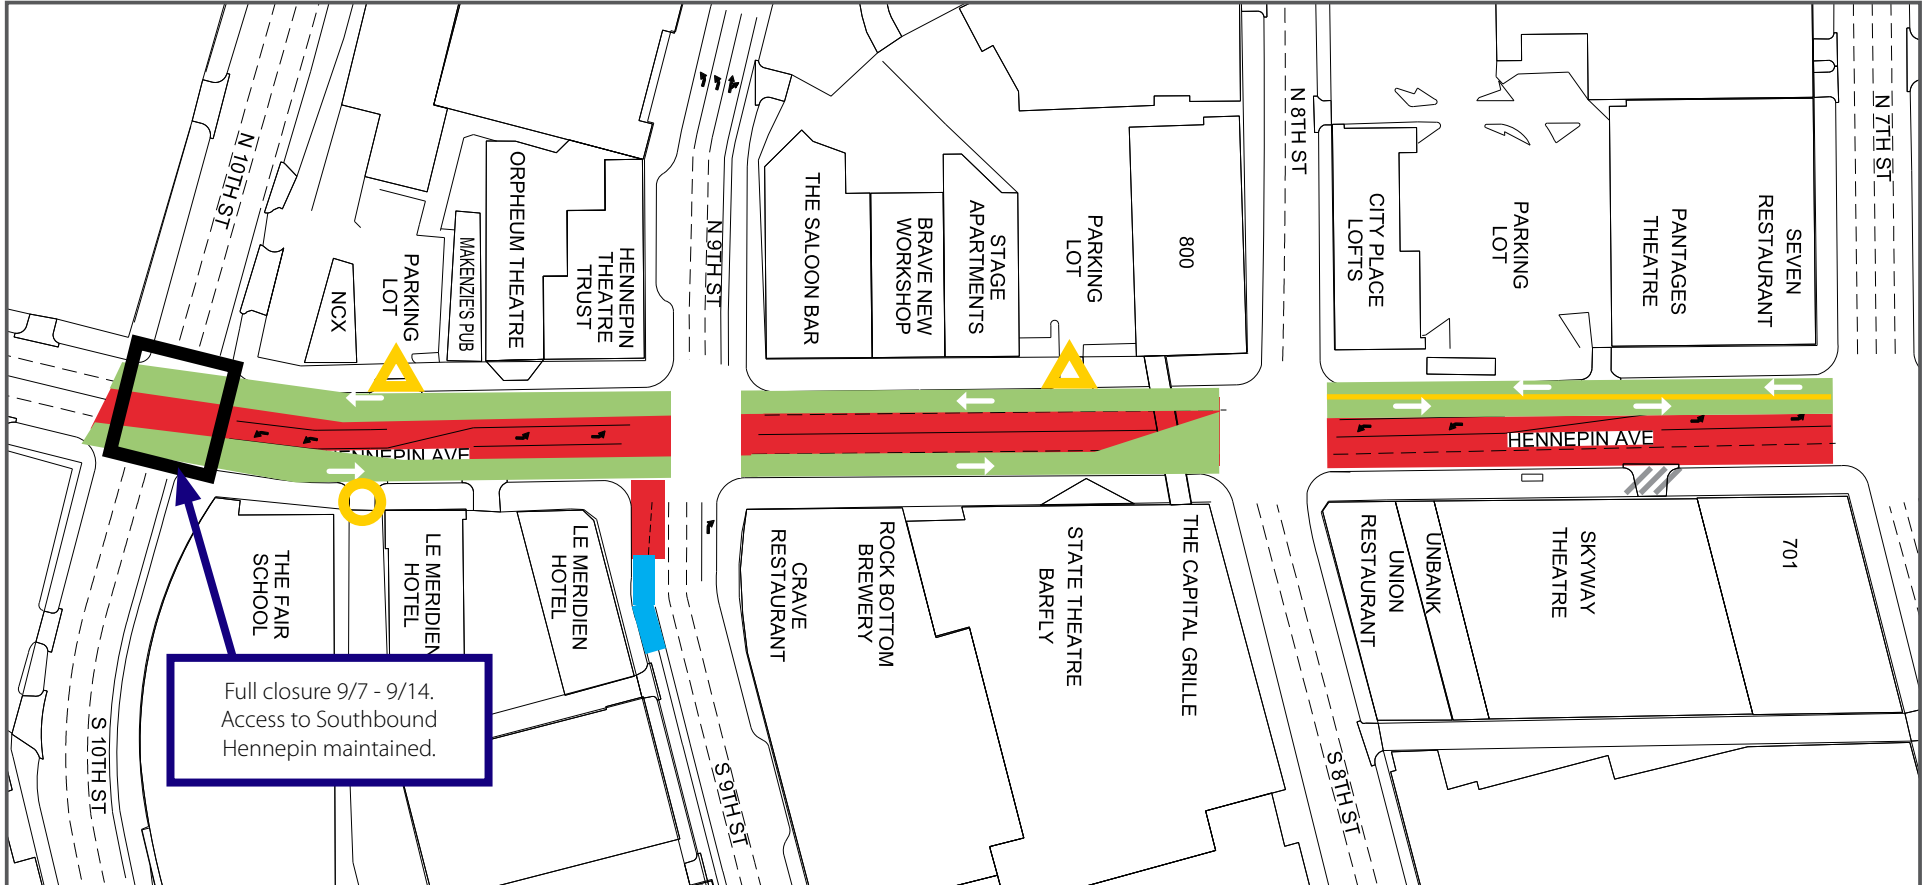 N 10TH ST
N 9TH ST
N 8TH ST
N 7TH ST
NCX
PARKING
LOT
MAKENZIE'S PUB
ORPHEUM THEATRE
HENNEPIN
THEATRE
TRUST
THE SALOON BAR
BRAVE NEW
WORKSHOP
STAGE
APARTMENTS
PARKING
LOT
800
CITY PLACE
LOFTS
PARKING
LOT
PANTAGES
THEATRE
SEVEN
RESTAURANT
HENNEPIN AVE
HENNEPIN AVE
THE FAIR
SCHOOL
LE MERIDIEN
HOTEL
LE MERIDIEN
HOTEL
CRAVE
RESTAURANT
ROCK BOTTOM
BREWERY
STATE THEATRE
BARFLY
THE CAPITAL GRILLE
UNION
RESTAURANT
UNBANK
SKYWAY
THEATRE
701
Full closure 9/7 - 9/14.
Access to Southbound
Hennepin maintained.
S 10TH ST
S 9TH ST
S 8TH ST